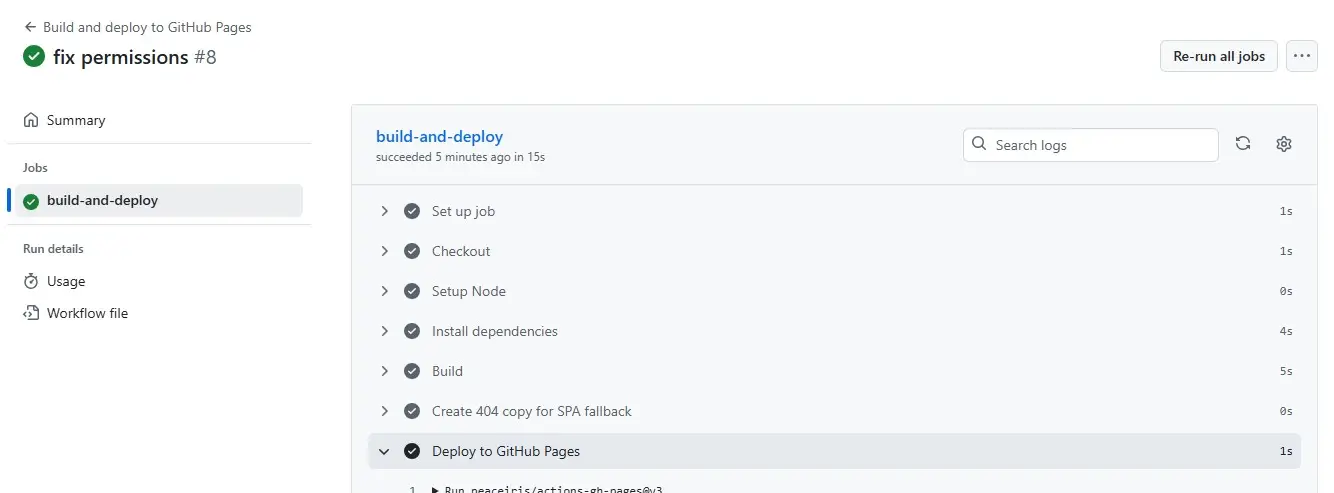 Build and deploy to GitHub Pages
fix permissions #8
Re-run all jobs
Summary
Jobs
build-and-deploy
Run details
Usage
Workflow file
build-and-deploy
succeeded 5 minutes ago in 15s
Search logs
Set up job 1s
Checkout 1s
Setup Node 0s
Install dependencies 4s
Build 5s
Create 404 copy for SPA fallback 0s
Deploy to GitHub Pages 1s
1 Run peaceiris/actions-gh-pages@v3